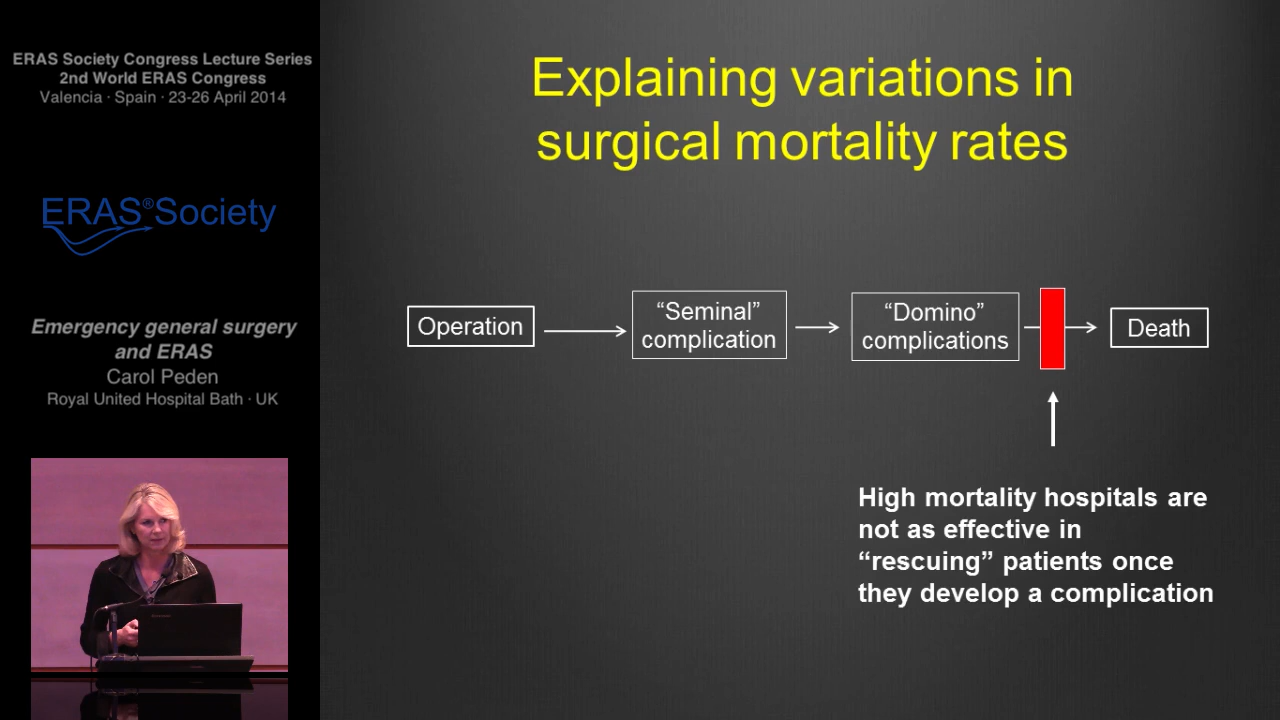 ERAS Society Congress Lecture Series
2nd World ERAS Congress
Valencia · Spain · 23-26 April 2014
ERAS®Society
Emergency general surgery
and ERAS
Carol Peden
Royal United Hospital Bath · UK
Explaining variations in
surgical mortality rates
Operation
“Seminal”
complication
“Domino”
complications
Death
High mortality hospitals are
not as effective in
“rescuing” patients once
they develop a complication